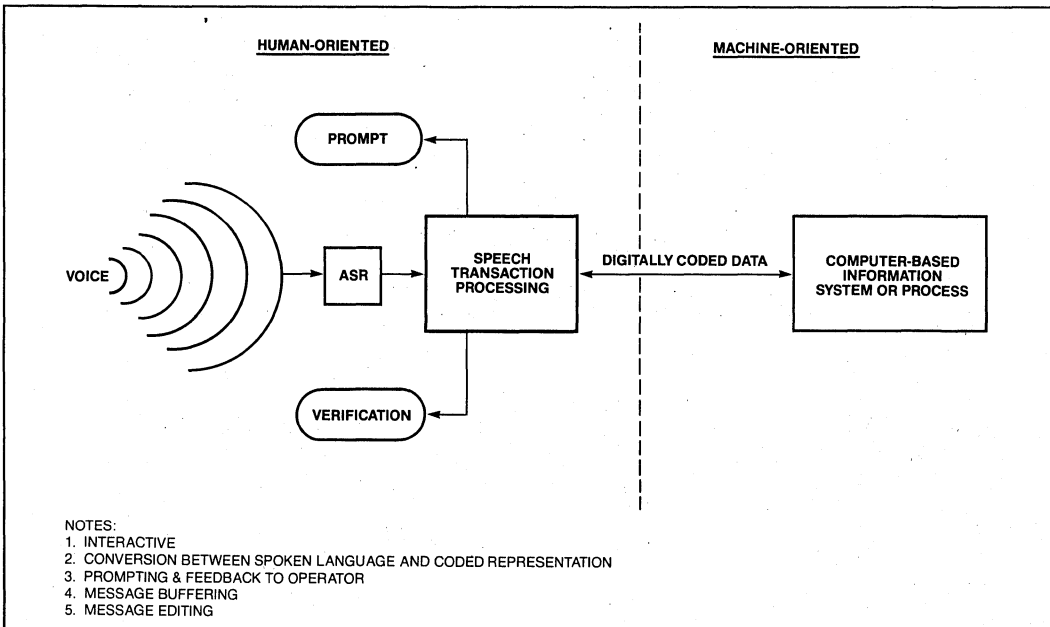 HUMAN-ORIENTED
MACHINE-ORIENTED
PROMPT
VOICE
ASR
SPEECH
TRANSACTION
PROCESSING
DIGITALLY CODED DATA
COMPUTER-BASED
INFORMATION
SYSTEM OR PROCESS
VERIFICATION
NOTES:
1. INTERACTIVE
2. CONVERSION BETWEEN SPOKEN LANGUAGE AND CODED REPRESENTATION
3. PROMPTING & FEEDBACK TO OPERATOR
4. MESSAGE BUFFERING
5. MESSAGE EDITING